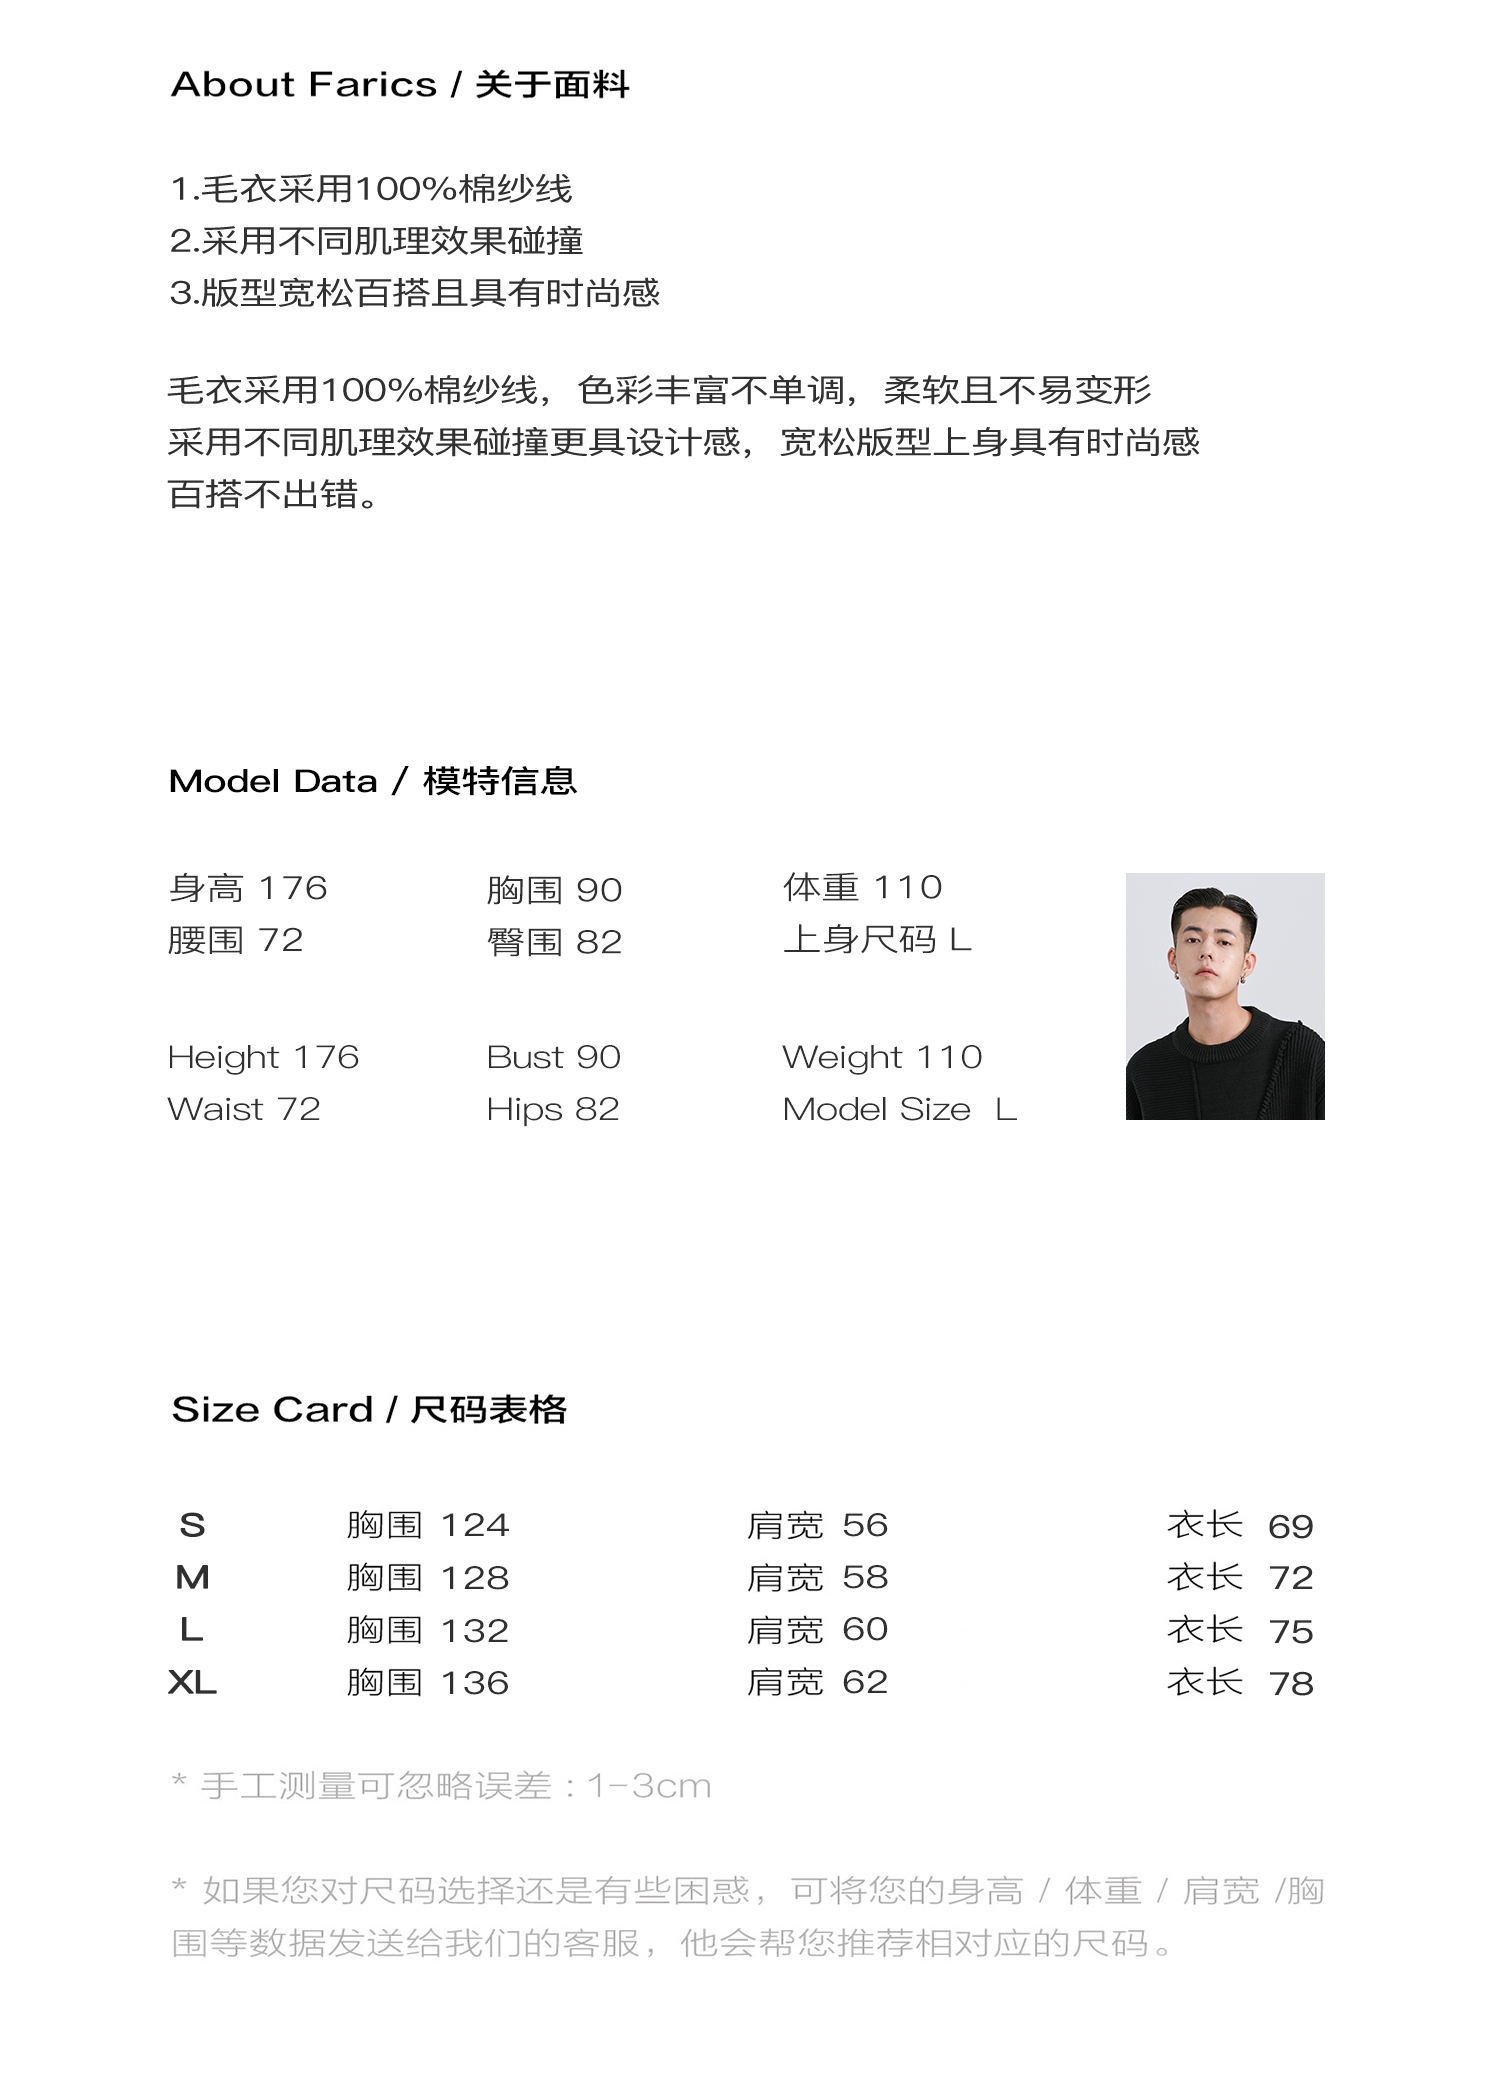 About Farics / 关于面料
1.毛衣采用100%棉纱线
2.采用不同肌理效果碰撞
3.版型宽松百搭且具有时尚感
毛衣采用100%棉纱线，色彩丰富不单调，柔软且不易变形
采用不同肌理效果碰撞更具设计感，宽松版型上身具有时尚感
百搭不出错。
Model Data / 模特信息
身高 176 胸围 90 体重 110
腰围 72 臀围 82 上身尺码 L
Height 176 Bust 90 Weight 110
Waist 72 Hips 82 Model Size L
Size Card / 尺码表格
S 胸围 124 肩宽 56 衣长 69
M 胸围 128 肩宽 58 衣长 72
L 胸围 132 肩宽 60 衣长 75
XL 胸围 136 肩宽 62 衣长 78
* 手工测量可忽略误差 : 1-3cm
* 如果您对尺码选择还是有些困惑，可将您的身高 / 体重 / 肩宽 /胸
围等数据发送给我们的客服，他会帮您推荐相对应的尺码。